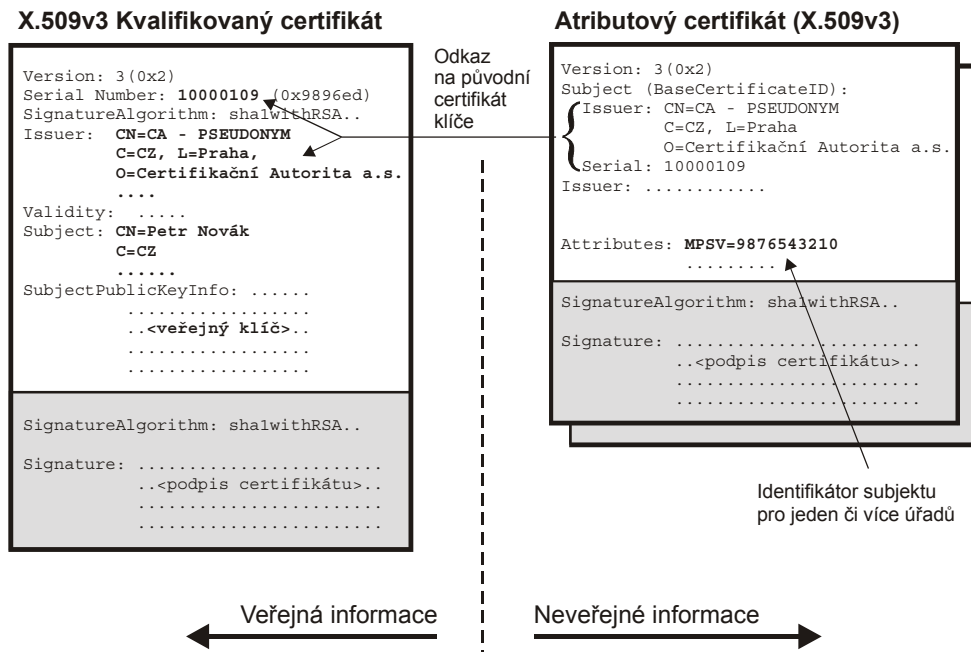 X.509v3 Kvalifikovaný certifikát
Version: 3(0x2)
Serial Number: 10000109 (0x9896ed)
SignatureAlgorithm: sha1withRSA..
Issuer: CN=CA - PSEUDONYM
C=CZ, L=Praha,
O=Certifikační Autorita a.s.
....
Validity: .....
Subject: CN=Petr Novák
C=CZ
......
SubjectPublicKeyInfo: ......
..................
..<veřejný klíč>..
..................
..................
SignatureAlgorithm: sha1withRSA..
Signature: ........................
..<podpis certifikátu>..
........................
........................
Odkaz
na původní
certifikát
klíče
Atributový certifikát (X.509v3)
Version: 3(0x2)
Subject (BaseCertificateID):
Issuer: CN=CA - PSEUDONYM
C=CZ, L=Praha
O=Certifikační Autorita a.s.
Serial: 10000109
Issuer: ............
Attributes: MPSV=9876543210
.........
SignatureAlgorithm: sha1withRSA..
Signature: ........................
..<podpis certifikátu>..
........................
........................
Identifikátor subjektu
pro jeden či více úřadů
Veřejná informace
Neveřejné informace